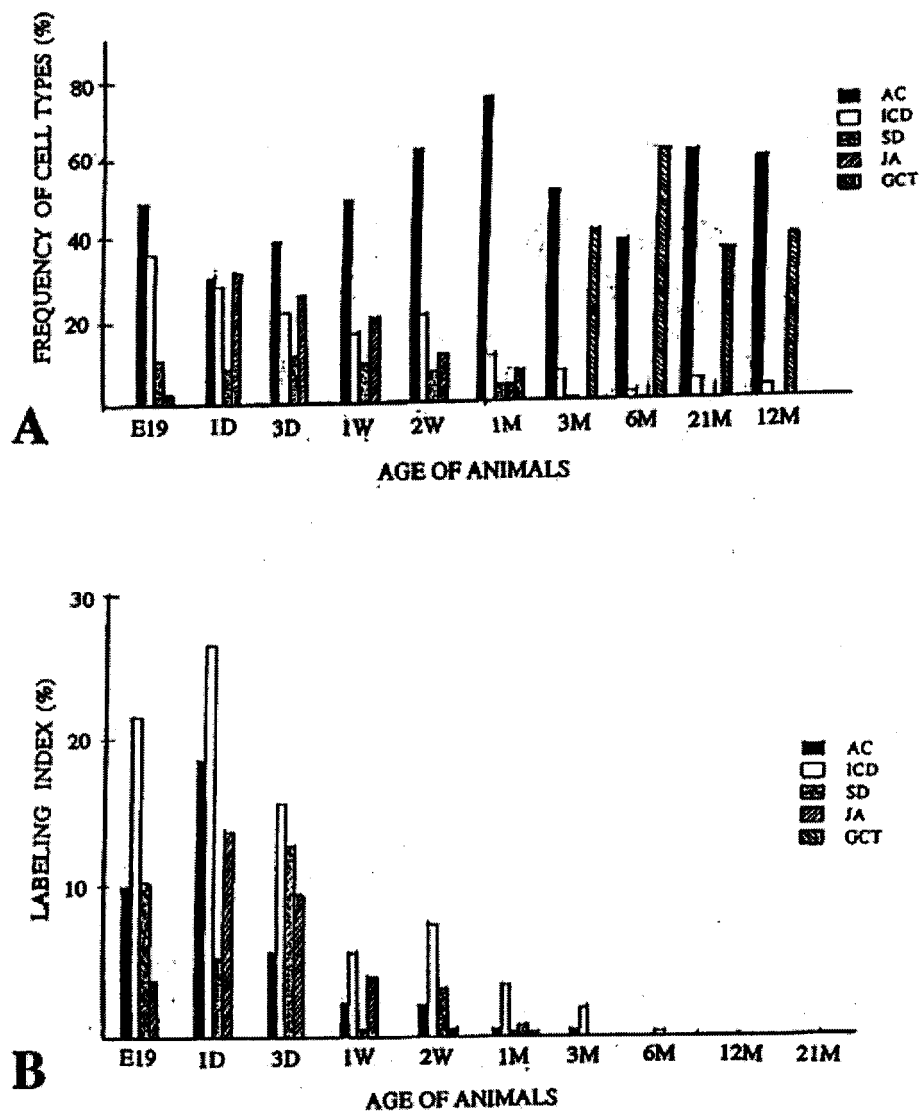 FREQUENCY OF CELL TYPES (%)
80
60
40
20
AC
ICD
SD
JA
GCT
E19 1D 3D 1W 2W 1M 3M 6M 21M 12M
A
AGE OF ANIMALS
LABELING INDEX (%)
30
20
10
AC
ICD
SD
JA
GCT
E19 1D 3D 1W 2W 1M 3M 6M 12M 21M
B
AGE OF ANIMALS